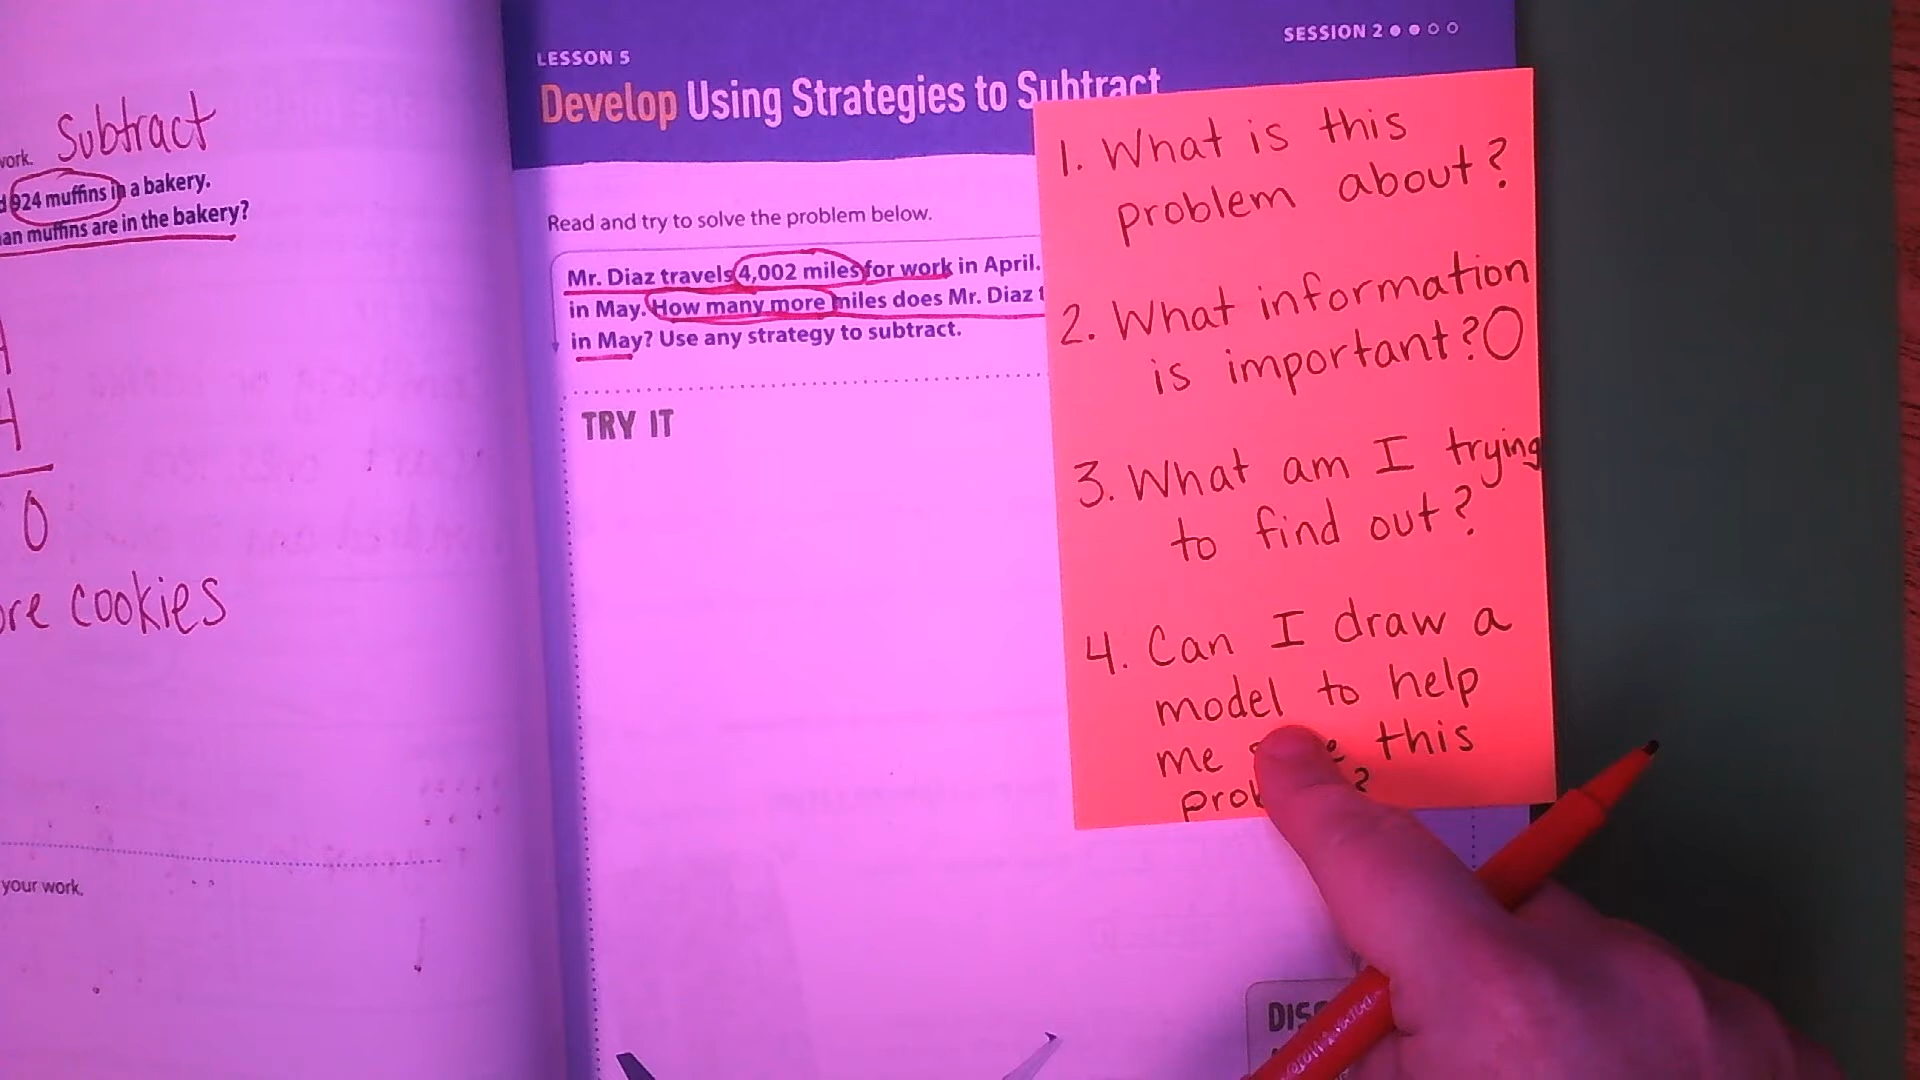 Subtract
work.
924 muffins in a bakery.
an muffins are in the bakery?
0
ore cookies
your work.
LESSON 5
SESSION 2
Develop Using Strategies to Subtract
Read and try to solve the problem below.
Mr. Diaz travels 4,002 miles for work in April.
in May. How many more miles does Mr. Diaz t
in May? Use any strategy to subtract.
TRY IT
1. What is this
problem about?
2. What information
is important? O
3. What am I trying
to find out?
4. Can I draw a
model to help
me this
prob ?
DISC